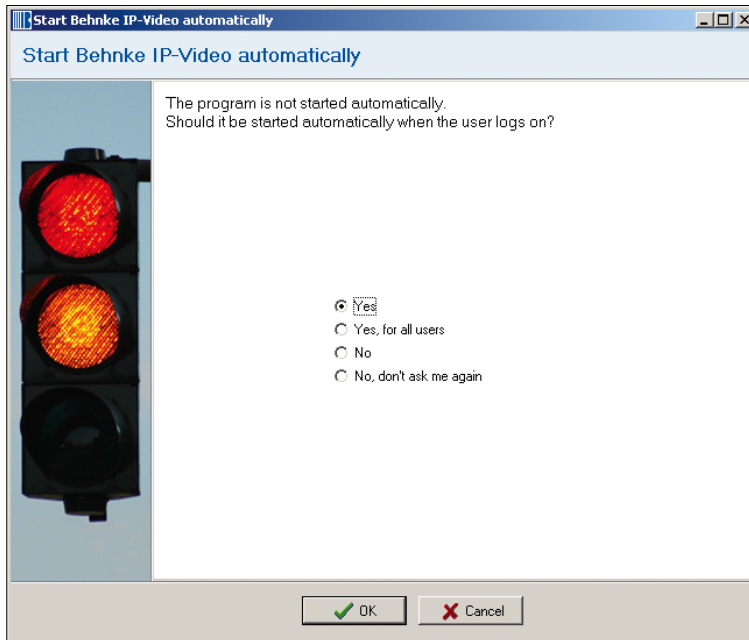 Start Behnke IP-Video automatically
Start Behnke IP-Video automatically
The program is not started automatically.
Should it be started automatically when the user logs on?
Yes
Yes, for all users
No
No, don't ask me again
OK
Cancel